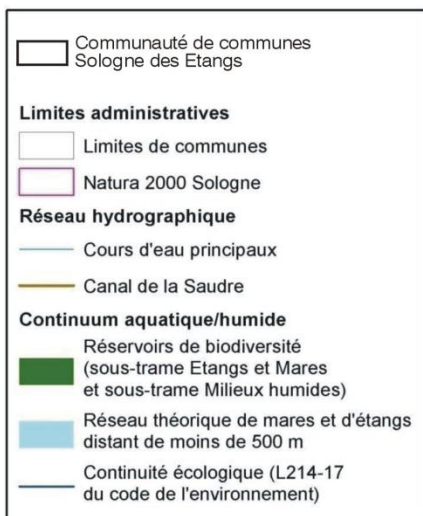 Communauté de communes
Sologne des Etangs
Limites administratives
Limites de communes
Natura 2000 Sologne
Réseau hydrographique
Cours d'eau principaux
Canal de la Saudre
Continuum aquatique/humide
Réservoirs de biodiversité
(sous-trame Etangs et Mares
et sous-trame Milieux humides)
Réseau théorique de mares et d'étangs
distant de moins de 500 m
Continuité écologique (L214-17
du code de l'environnement)